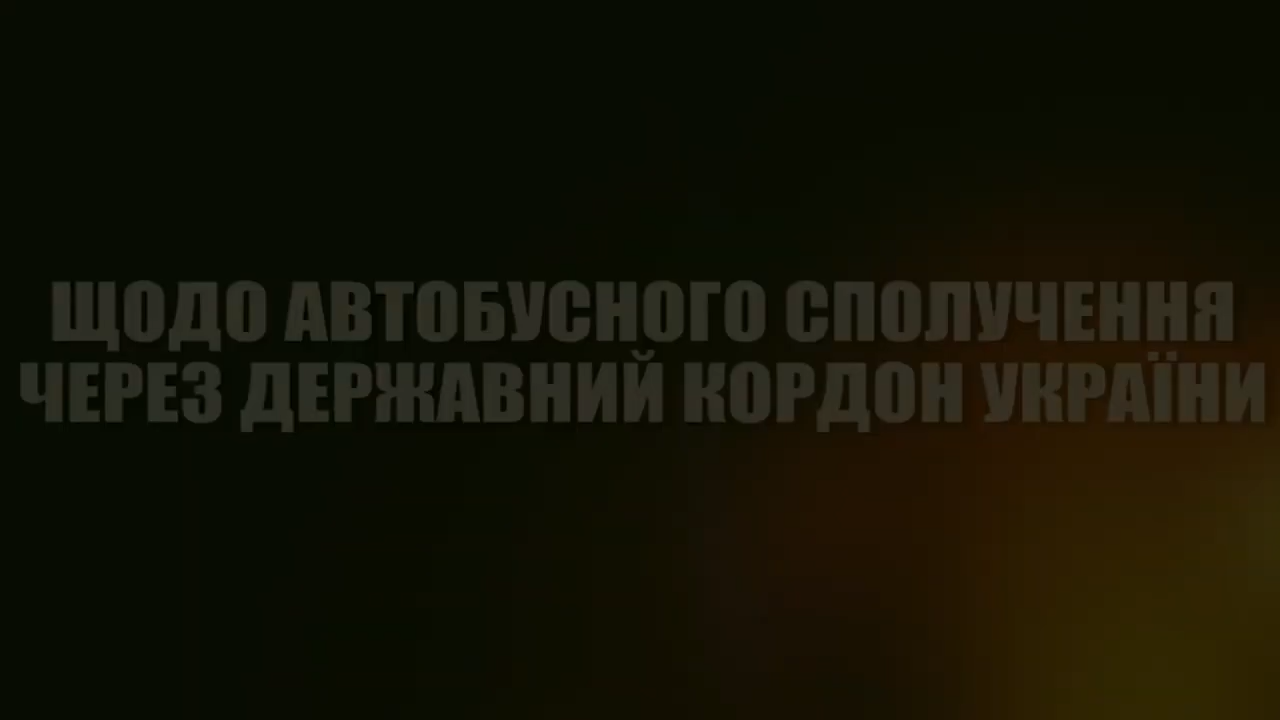 ЩОДО АВТОБУСНОГО СПОЛУЧЕННЯ
ЧЕРЕЗ ДЕРЖАВНИЙ КОРДОН УКРАЇНИ